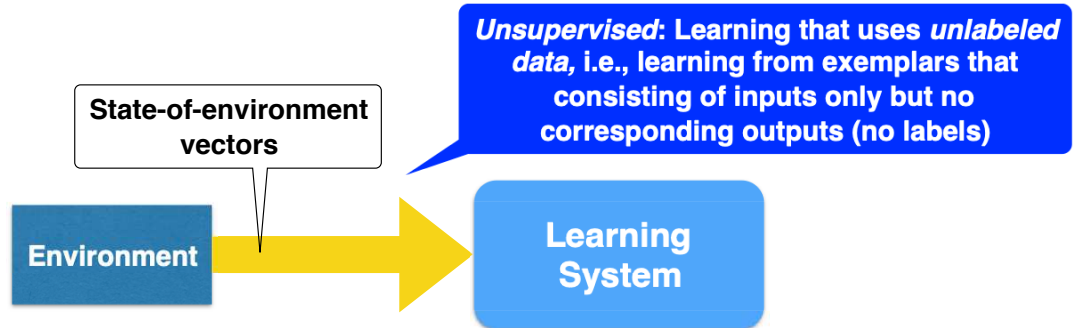 Unsupervised: Learning that uses unlabeled
data, i.e., learning from exemplars that
consisting of inputs only but no
corresponding outputs (no labels)
State-of-environment
vectors
Environment
Learning
System